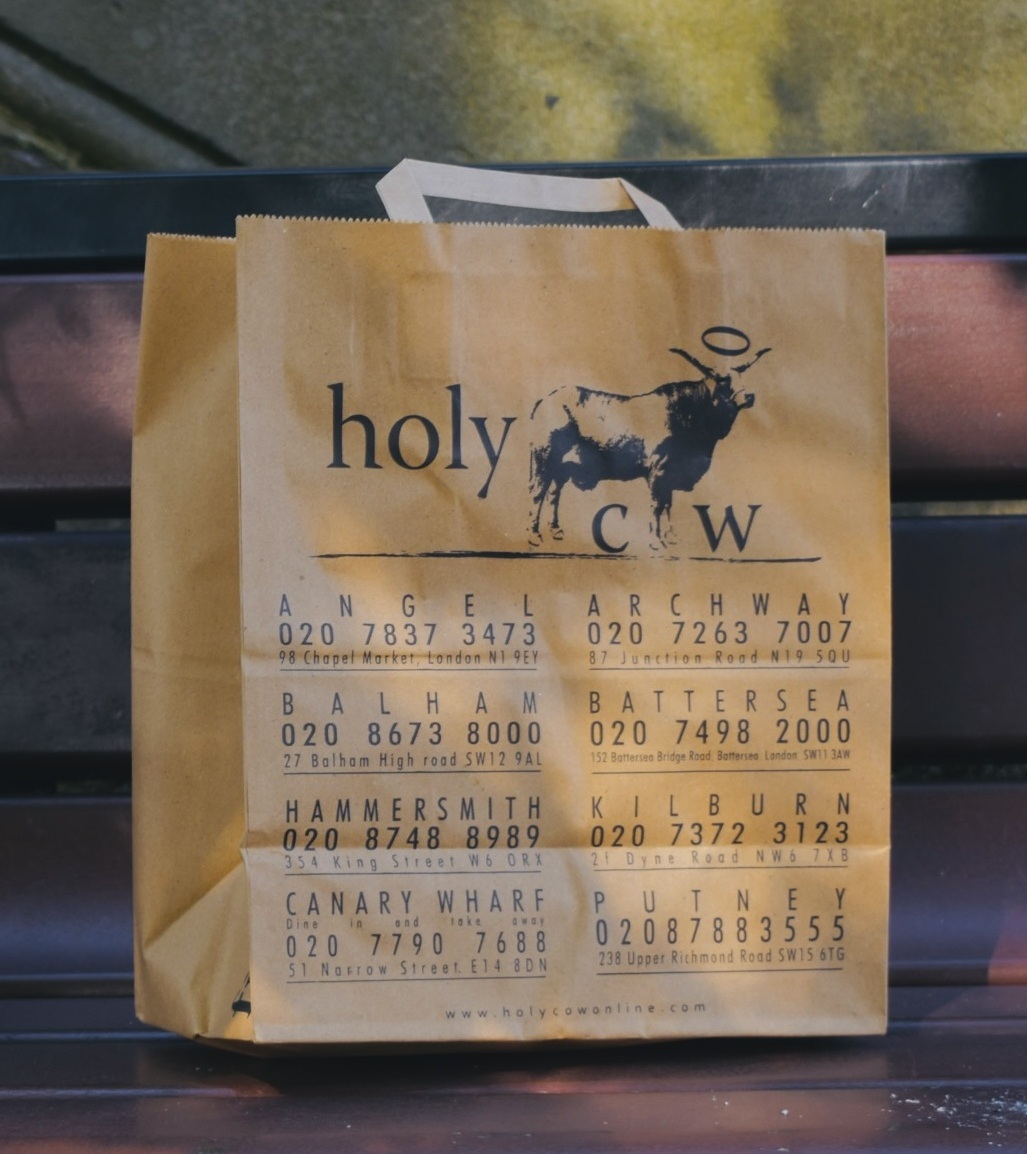 holy
c w
ANGEL
020 7837 3473
98 Chapel Market, London N1 9EY
ARCHWAY
020 7263 7007
87 Junction Road N19 5QU
BALHAM
020 8673 8000
27 Balham High road SW12 9AL
BATTERSEA
020 7498 2000
152 Battersea Bridge Road, Battersea London SW11 3AW
HAMMERSMITH
020 8748 8989
354 King Street W6 0RX
KILBURN
020 7372 3123
2f Dyne Road NW6 7XB
CANARY WHARF
Dine in and take away
020 7790 7688
51 Narrow Street, E14 8DN
PUTNEY
02087883555
238 Upper Richmond Road SW15 6TG
www.holycowonline.com